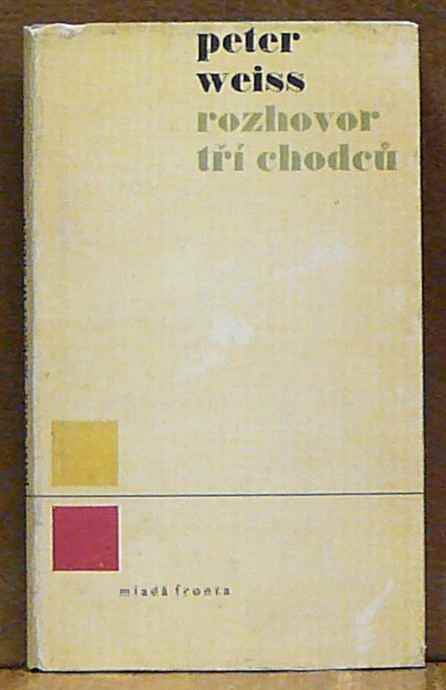 peter
weiss
rozhovor
tří chodců
mladá fronta